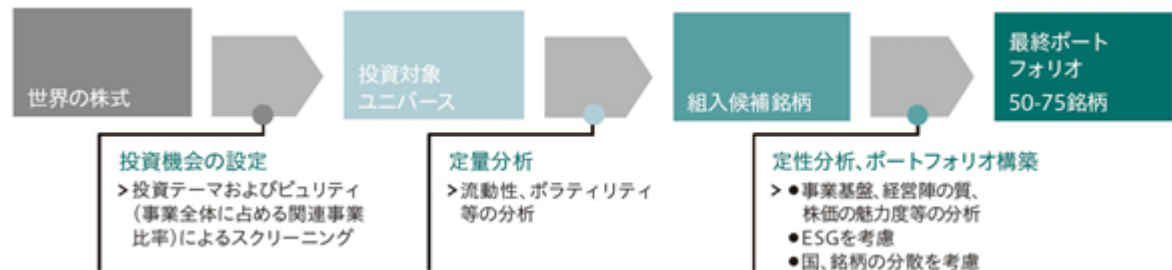 世界の株式
投資対象
ユニバース
組入候補銘柄
最終ポート
フォリオ
50-75銘柄
投資機会の設定
>投資テーマおよびピュリティ
（事業全体に占める関連事業
比率）によるスクリーニング
定量分析
>流動性、ボラティリティ
等の分析
定性分析、ポートフォリオ構築
>●事業基盤、経営陣の質、
株価の魅力度等の分析
●ESGを考慮
●国、銘柄の分散を考慮